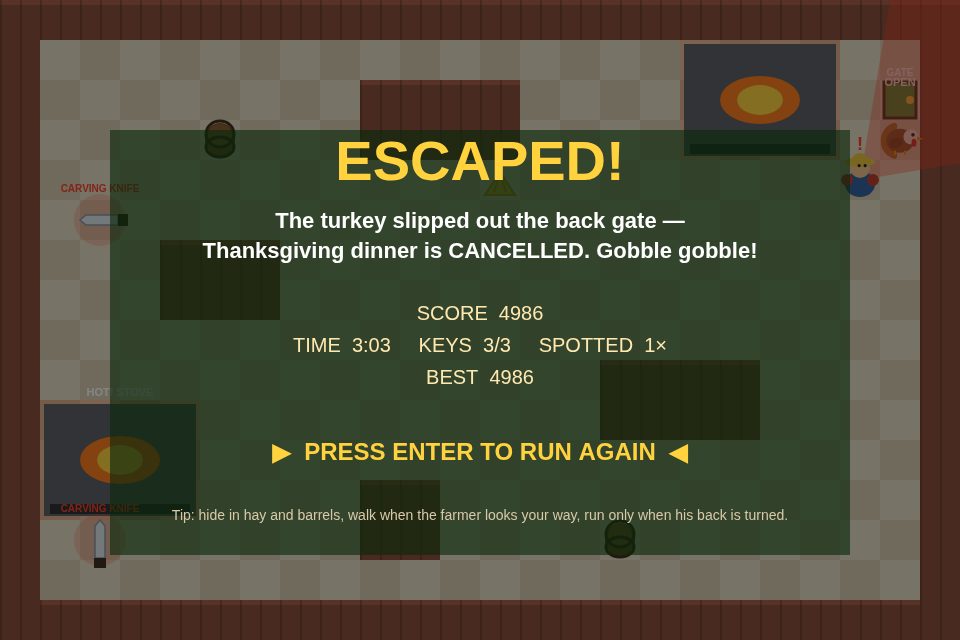 GATE
OPEN
!
ESCAPED!
CARVING KNIFE
The turkey slipped out the back gate —
Thanksgiving dinner is CANCELLED. Gobble gobble!
SCORE 4986
TIME 3:03 KEYS 3/3 SPOTTED 1×
BEST 4986
HOT STOVE
▶ PRESS ENTER TO RUN AGAIN ◀
CARVING KNIFE
Tip: hide in hay and barrels, walk when the farmer looks your way, run only when his back is turned.